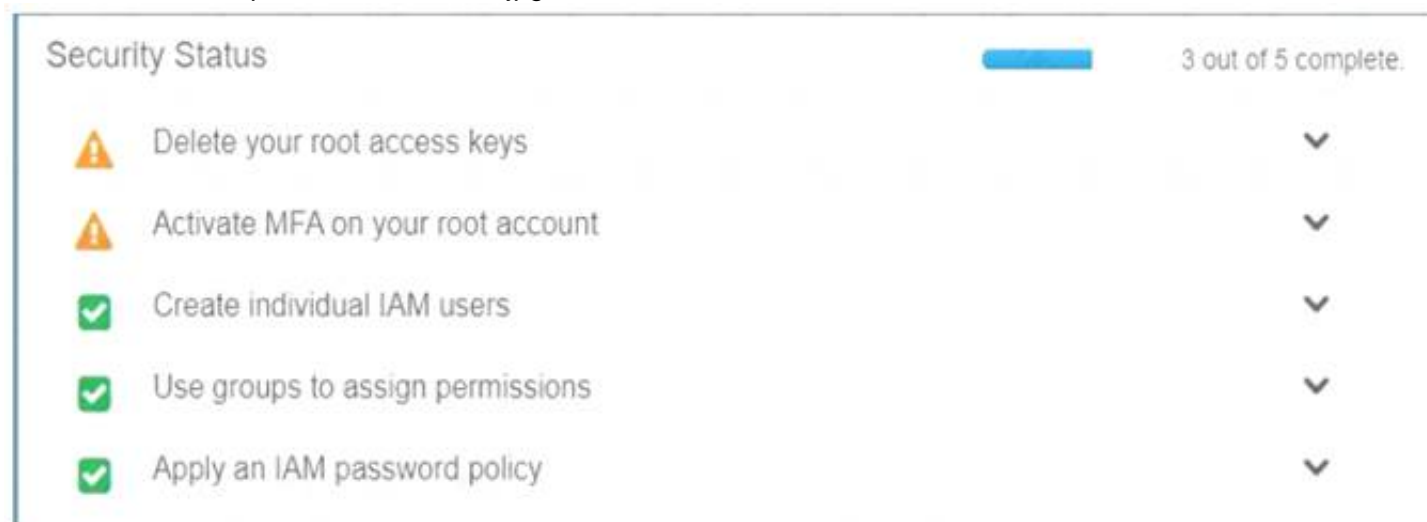 Security Status
3 out of 5 complete.
Delete your root access keys
Activate MFA on your root account
Create individual IAM users
Use groups to assign permissions
Apply an IAM password policy